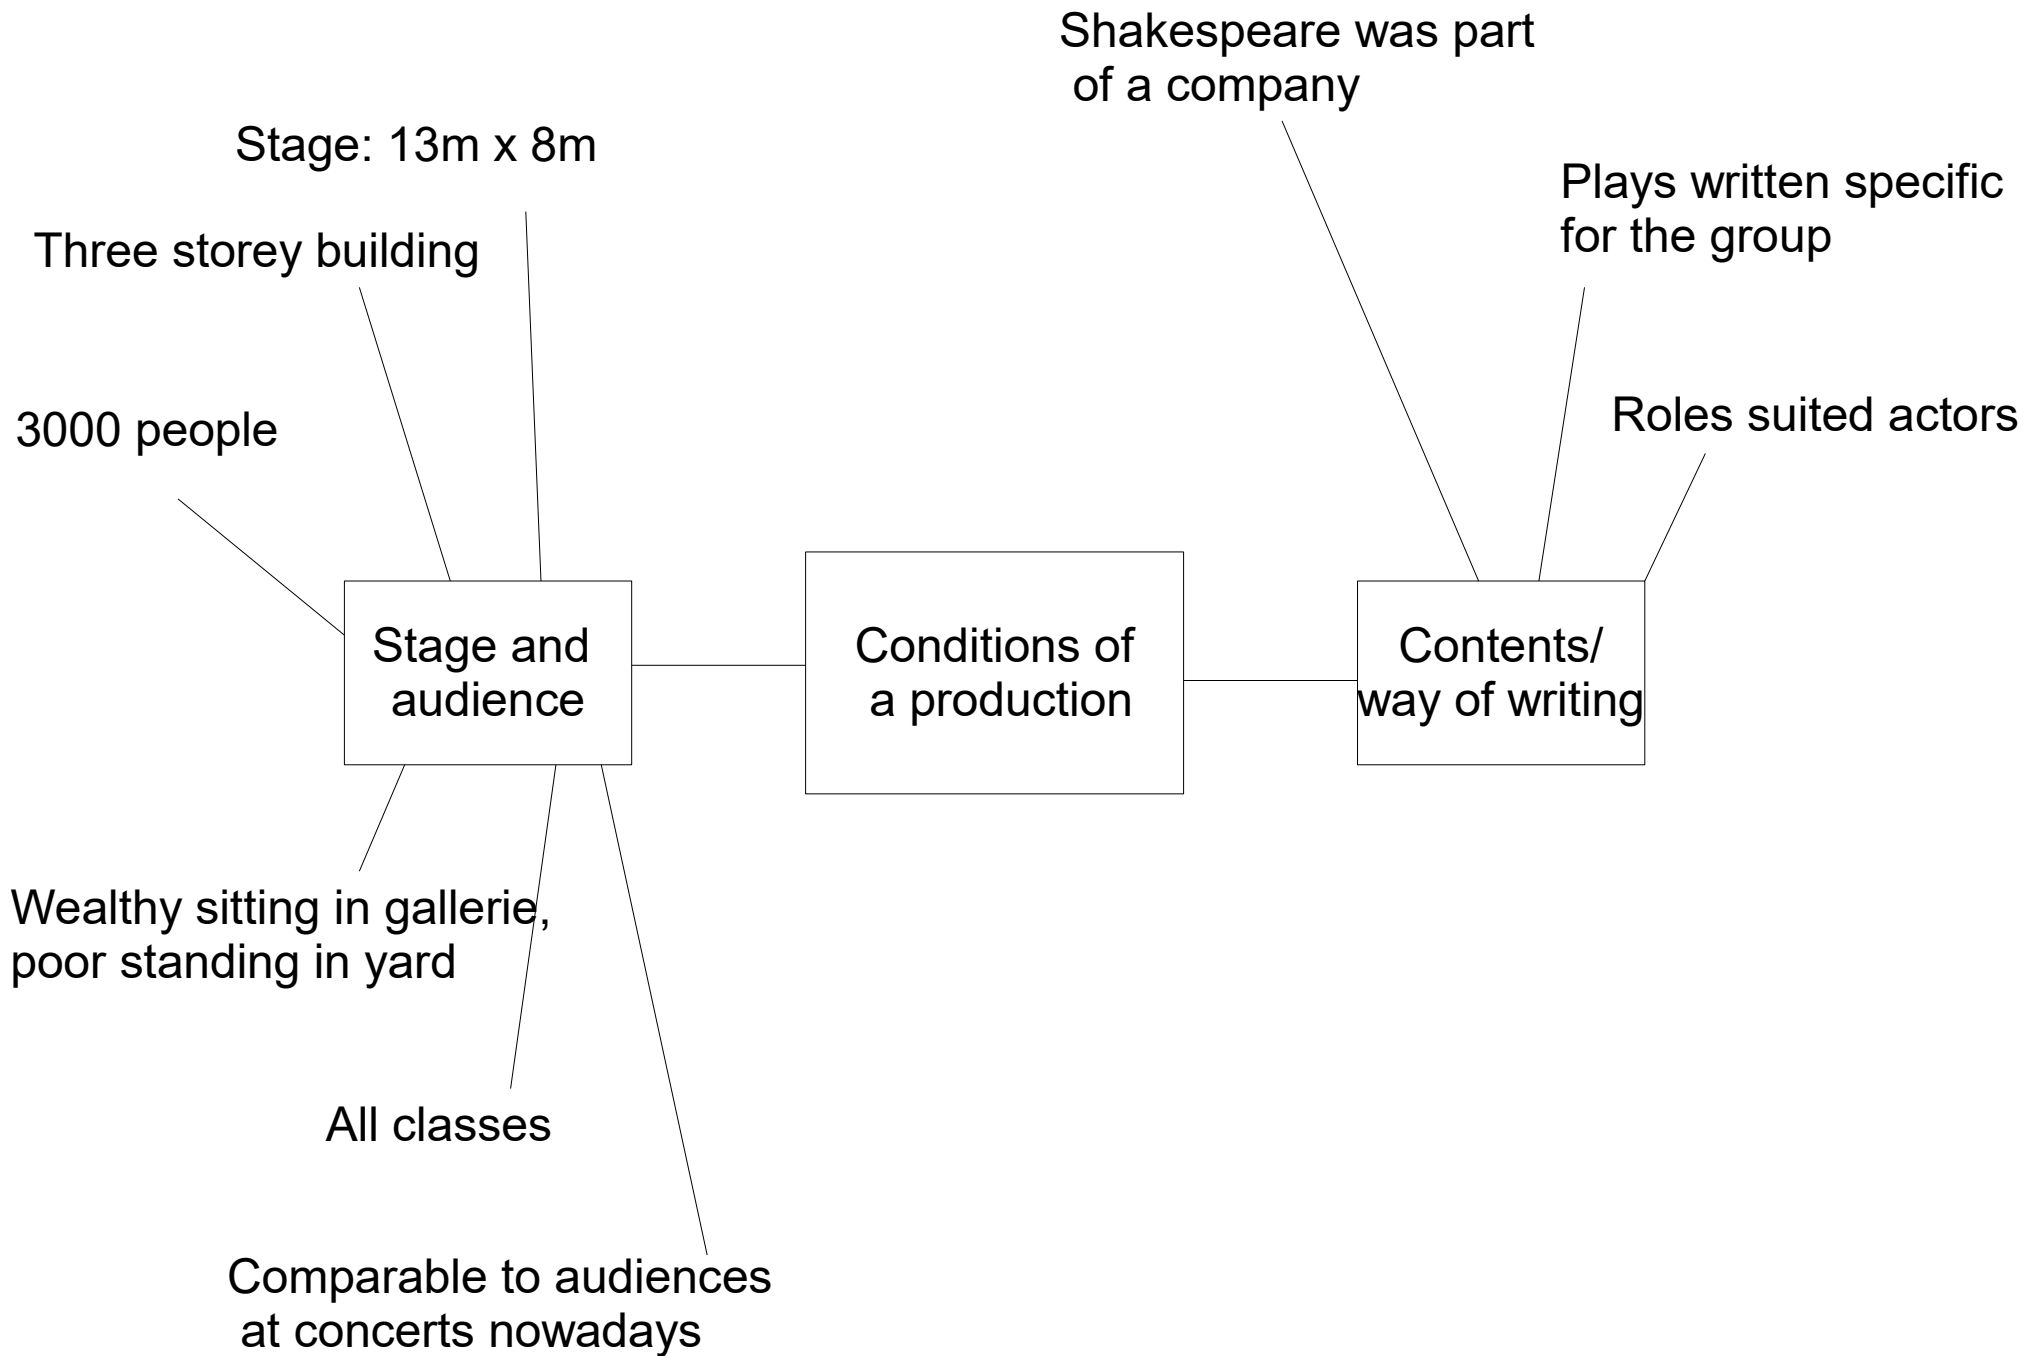 Shakespeare was part
of a company
Stage: 13m x 8m
Plays written specific
for the group
Three storey building
Roles suited actors
3000 people
Stage and
audience
Conditions of
a production
Contents/
way of writing
Wealthy sitting in gallerie,
poor standing in yard
All classes
Comparable to audiences
at concerts nowadays